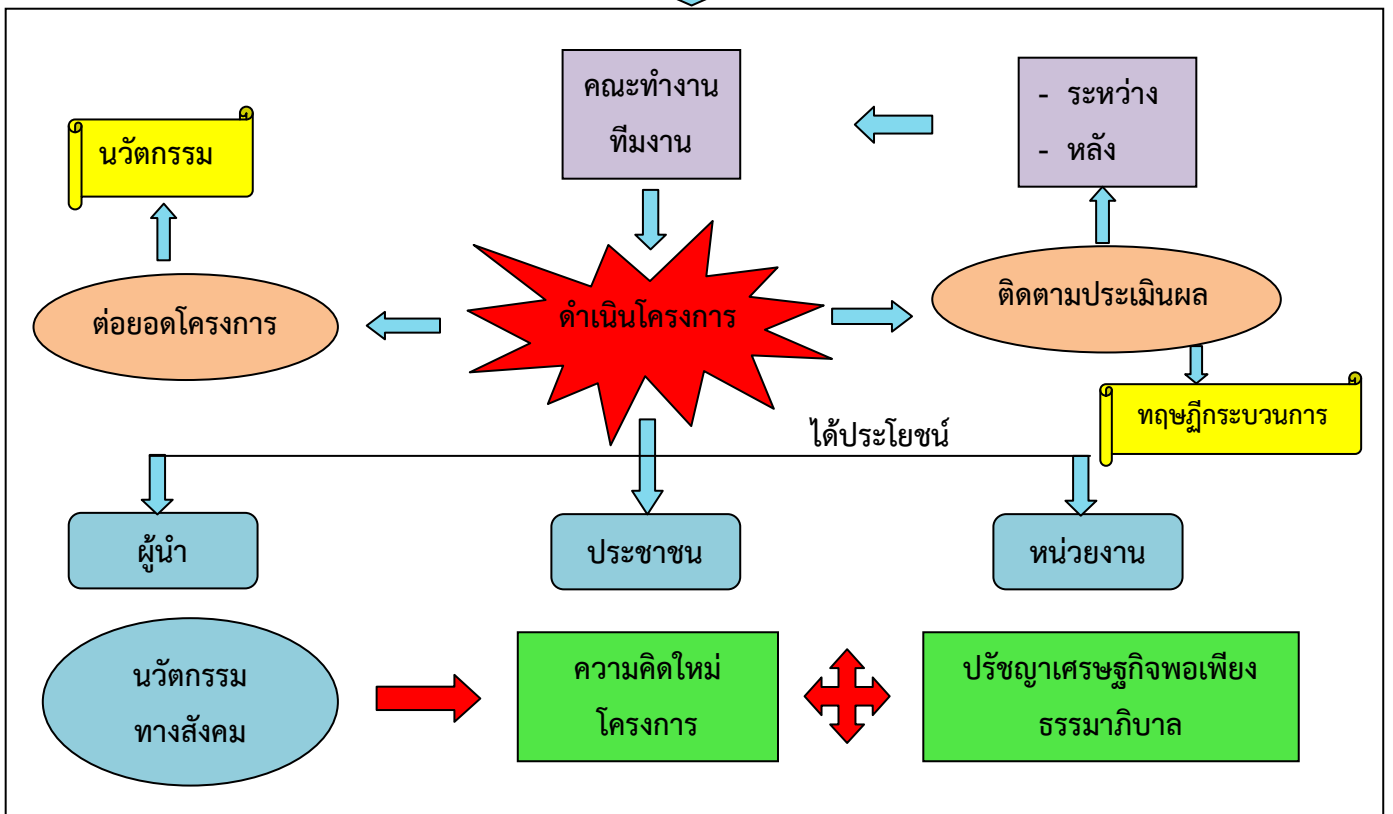 คณะทำงาน
ทีมงาน
- ระหว่าง
- หลัง
นวัตกรรม
ต่อยอดโครงการ
ดำเนินโครงการ
ติดตามประเมินผล
ทฤษฏีกระบวนการ
ได้ประโยชน์
ผู้นำ
ประชาชน
หน่วยงาน
นวัตกรรม
ทางสังคม
ความคิดใหม่
โครงการ
ปรัชญาเศรษฐกิจพอเพียง
ธรรมาภิบาล